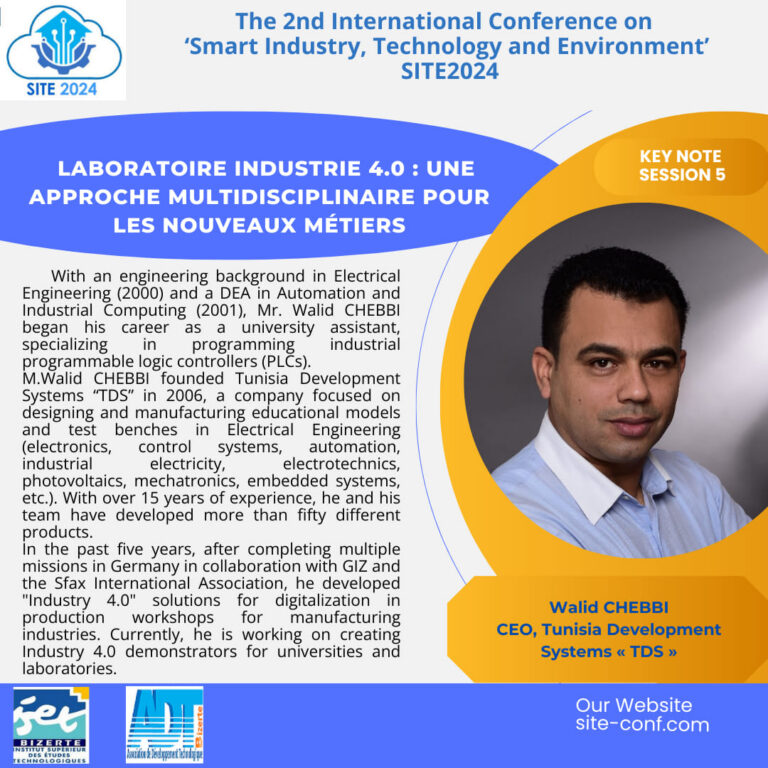 The 2nd International Conference on
‘Smart Industry, Technology and Environment’
SITE2024
SITE 2024
KEY NOTE
SESSION 5
LABORATOIRE INDUSTRIE 4.0 : UNE
APPROCHE MULTIDISCIPLINAIRE POUR
LES NOUVEAUX MÉTIERS
With an engineering background in Electrical
Engineering (2000) and a DEA in Automation and
Industrial Computing (2001), Mr. Walid CHEBBI
began his career as a university assistant,
specializing in programming industrial
programmable logic controllers (PLCs).
M.Walid CHEBBI founded Tunisia Development
Systems “TDS” in 2006, a company focused on
designing and manufacturing educational models
and test benches in Electrical Engineering
(electronics, control systems, automation,
industrial electricity, electrotechnics,
photovoltaics, mechatronics, embedded systems,
etc.). With over 15 years of experience, he and his
team have developed more than fifty different
products.
In the past five years, after completing multiple
missions in Germany in collaboration with GIZ and
the Sfax International Association, he developed
"Industry 4.0" solutions for digitalization in
production workshops for manufacturing
industries. Currently, he is working on creating
Industry 4.0 demonstrators for universities and
laboratories.
Walid CHEBBI
CEO, Tunisia Development
Systems « TDS »
iset
BIZERTE
INSTITUT SUPÉRIEUR
DES ÉTUDES
TECHNOLOGIQUES
ADT
Bizerte
Association de Développement Technologique
Our Website
site-conf.com